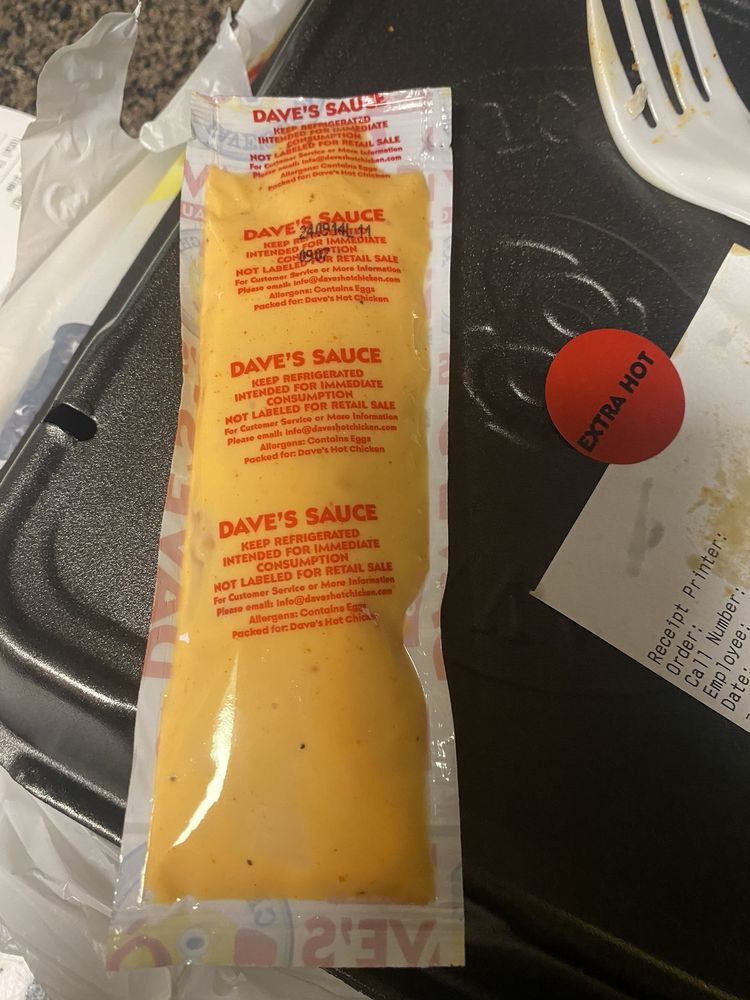 DAVE'S SAUCE
KEEP REFRIGERATED
INTENDED FOR IMMEDIATE
CONSUMPTION
NOT LABELED FOR RETAIL SALE
For Customer Service or More Information
Please email: info@daveshotchicken.com
Allergens: Contains Eggs
Packed for: Dave's Hot Chicken
DAVE'S SAUCE
KEEP REFRIGERATED
INTENDED FOR IMMEDIATE
CONSUMPTION
NOT LABELED FOR RETAIL SALE
For Customer Service or More Information
Please email: info@daveshotchicken.com
Allergens: Contains Eggs
Packed for: Dave's Hot Chicken
24091411
0907
DAVE'S SAUCE
KEEP REFRIGERATED
INTENDED FOR IMMEDIATE
CONSUMPTION
NOT LABELED FOR RETAIL SALE
For Customer Service or More Information
Please email: info@daveshotchicken.com
Allergens: Contains Eggs
Packed for: Dave's Hot Chicken
DAVE'S SAUCE
KEEP REFRIGERATED
INTENDED FOR IMMEDIATE
CONSUMPTION
NOT LABELED FOR RETAIL SALE
For Customer Service or More Information
Please email: info@daveshotchicken.com
Allergens: Contains Eggs
Packed for: Dave's Hot Chicken
EXTRA HOT
Receipt Printer:
Order:
Call Number:
Employee:
Date: